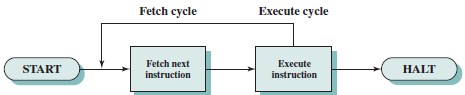 Fetch cycle
Execute cycle
START
Fetch next
instruction
Execute
instruction
HALT